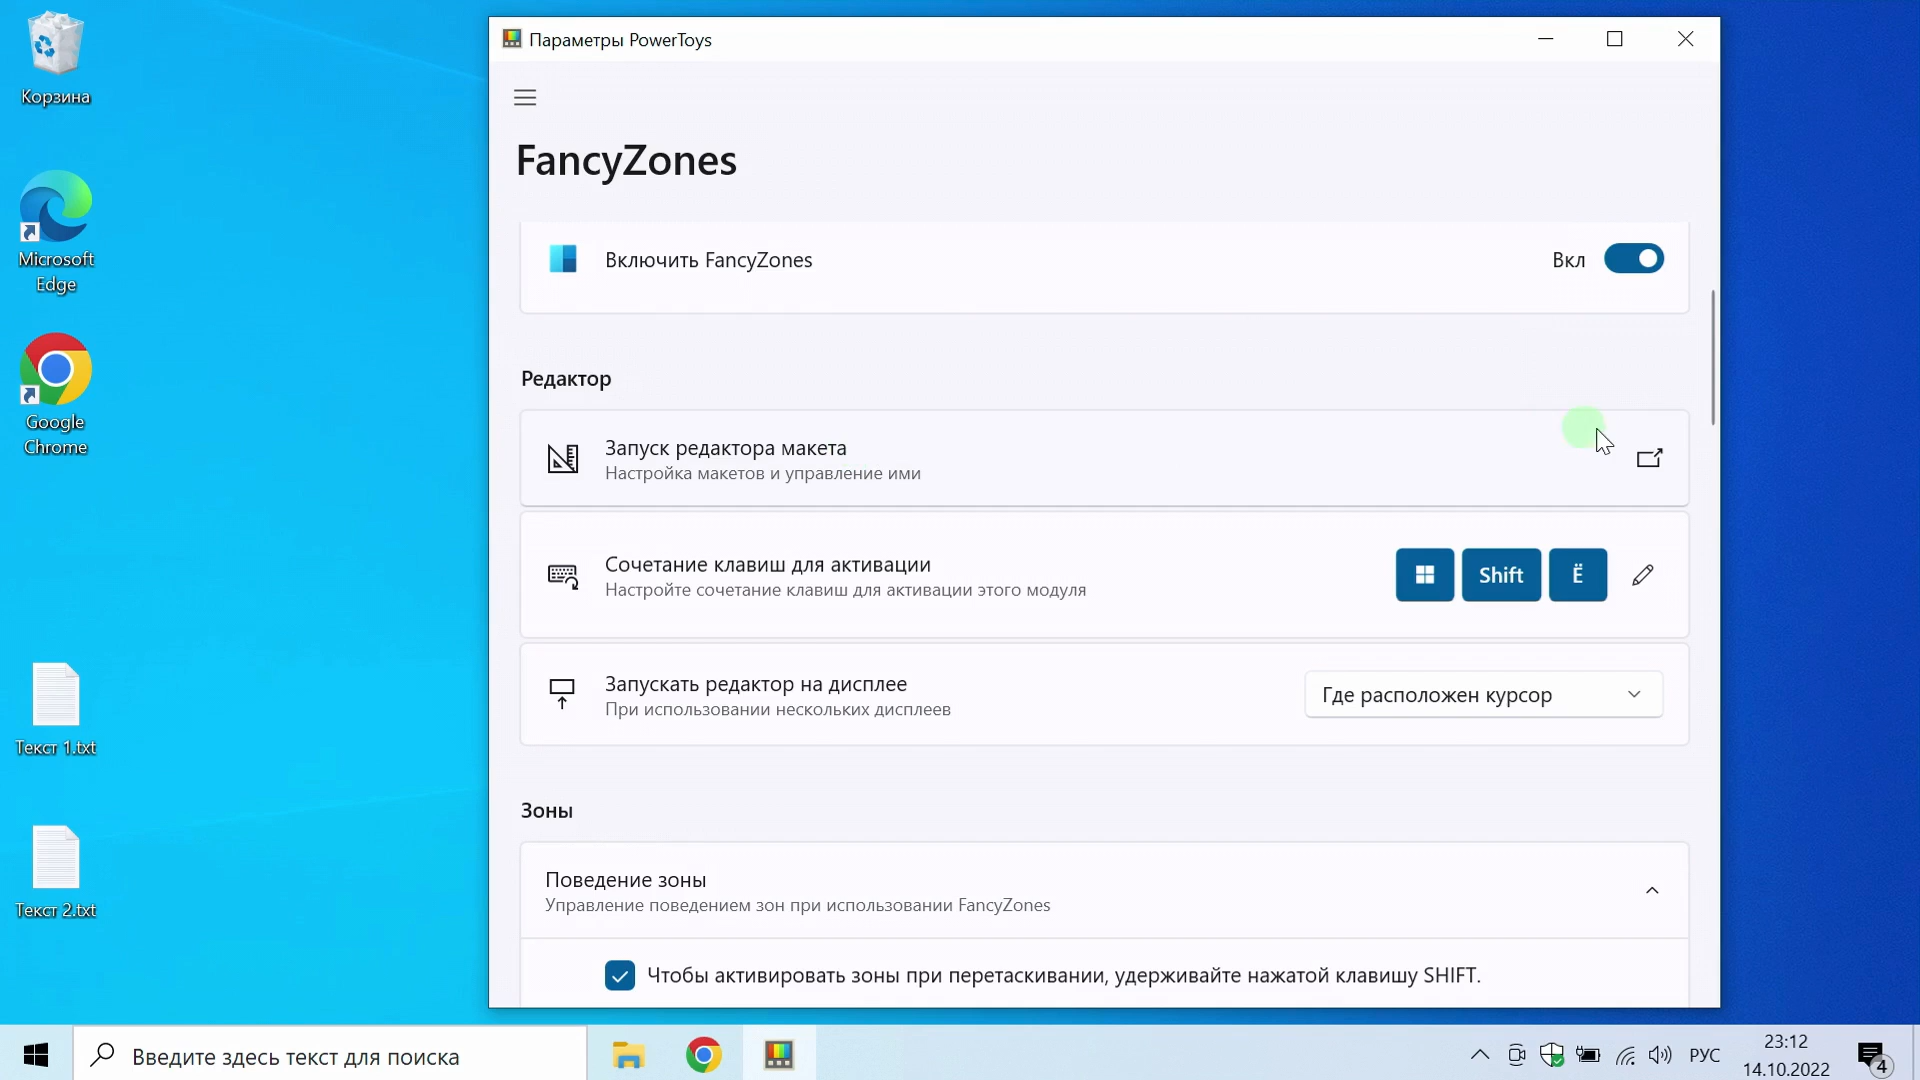 Корзина
Microsoft
Edge
Google
Chrome
Текст 1.txt
Текст 2.txt
Параметры PowerToys
FancyZones
Включить FancyZones
Вкл
Редактор
Запуск редактора макета
Настройка макетов и управление ими
Сочетание клавиш для активации
Настройте сочетание клавиш для активации этого модуля
Shift
Ё
Запускать редактор на дисплее
При использовании нескольких дисплеев
Где расположен курсор
Зоны
Поведение зоны
Управление поведением зон при использовании FancyZones
Чтобы активировать зоны при перетаскивании, удерживайте нажатой клавишу SHIFT.
Введите здесь текст для поиска
РУС
23:12
14.10.2022
4